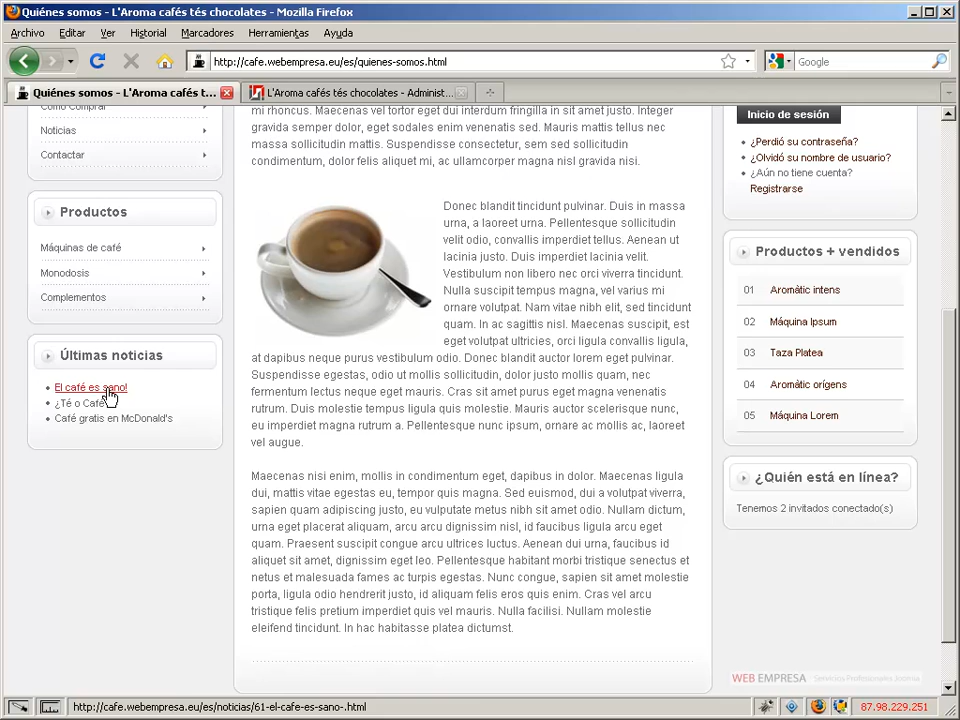 Quiénes somos - L'Aroma cafés tés chocolates - Mozilla Firefox
Archivo Editar Ver Historial Marcadores Herramientas Ayuda
http://cafe.webempresa.eu/es/quienes-somos.html
Google
Quiénes somos - L'Aroma cafés t...
L'Aroma cafés tés chocolates - Administ...
Cómo Comprar
Noticias
Contactar
Productos
Máquinas de café
Monodosis
Complementos
Últimas noticias
El café es sano!
¿Té o Café
Café gratis en McDonald's
mi rhoncus. Maecenas vel tortor eget dui interdum fringilla in sit amet justo. Integer
gravida semper dolor, eget sodales enim venenatis sed. Mauris mattis tellus nec
massa sollicitudin mattis. Suspendisse consectetur, sem sed sollicitudin
condimentum, dolor felis aliquet mi, ac ullamcorper magna nisl gravida nisi.
Donec blandit tincidunt pulvinar. Duis in massa
urna, a laoreet urna. Pellentesque sollicitudin
velit odio, convallis imperdiet tellus. Aenean ut
lacinia justo. Duis imperdiet lacinia velit.
Vestibulum non libero nec orci viverra tincidunt.
Nulla suscipit tempus magna, vel varius mi
ornare volutpat. Nam vitae nibh elit, sed tincidunt
quam. In ac sagittis nisl. Maecenas suscipit, est
eget volutpat ultricies, orci ligula convallis ligula,
at dapibus neque purus vestibulum odio. Donec blandit auctor lorem eget pulvinar.
Suspendisse egestas, odio ut mollis sollicitudin, dolor justo mollis ligula, nec
fermentum lectus neque eget mauris. Cras sit amet purus eget magna venenatis
rutrum. Duis molestie tempus ligula quis molestie. Mauris auctor scelerisque nunc,
eu imperdiet magna rutrum a. Pellentesque nunc ipsum, ornare ac mollis ac, laoreet
vel augue.
Maecenas nisi enim, mollis in condimentum eget, dapibus in dolor. Maecenas ligula
dui, mattis vitae egestas eu, tempor quis magna. Sed euismod, dui a volutpat viverra,
sapien quam adipiscing justo, eu vulputate metus nibh sit amet odio. Nullam dictum,
urna eget placerat aliquam, arcu arcu dignissim nisl, id faucibus ligula arcu eget
quam. Praesent suscipit congue arcu ultrices luctus. Aenean dui urna, faucibus id
aliquet sit amet, dignissim eget leo. Pellentesque habitant morbi tristique senectus et
netus et malesuada fames ac turpis egestas. Nunc congue, sapien sit amet molestie
porta, ligula odio hendrerit justo, id aliquam felis eros quis enim. Cras vel arcu
tristique felis pretium imperdiet quis vel mauris. Nulla facilisi. Nullam molestie
eleifend tincidunt. In hac habitasse platea dictumst.
Inicio de sesión
¿Perdió su contraseña?
¿Olvidó su nombre de usuario?
¿Aún no tiene cuenta?
Registrarse
Productos + vendidos
01 Aromàtic intens
02 Máquina Ipsum
03 Taza Platea
04 Aromàtic orígens
05 Máquina Lorem
¿Quién está en línea?
Tenemos 2 invitados conectado(s)
WEB EMPRESA Servicios Profesionales Joomla
http://cafe.webempresa.eu/es/noticias/61-el-cafe-es-sano-.html
87.98.229.251